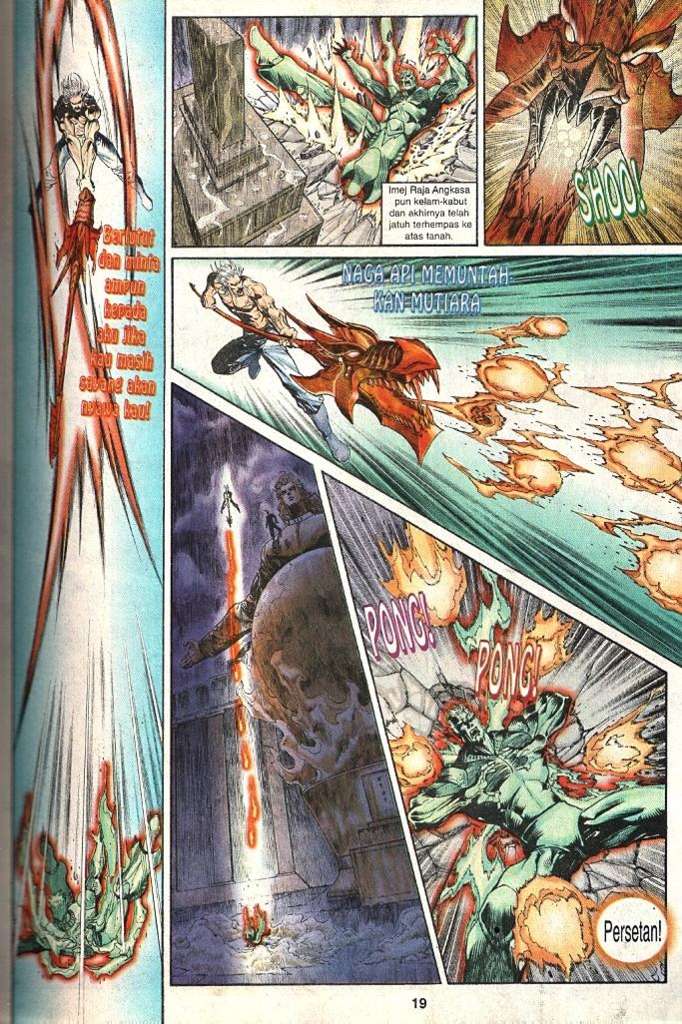 Berlutut
dan minta
ampun
kepada
aku jika
kau masih
sayang akan
nyawa kau!
Imej Raja Angkasa
pun kelam-kabut
dan akhirnya telah
jatuh terhempas ke
atas tanah.
SHOO!
NAGA API MEMUNTAH-
KAN MUTIARA
PONG!
PONG!
Persetan!
19